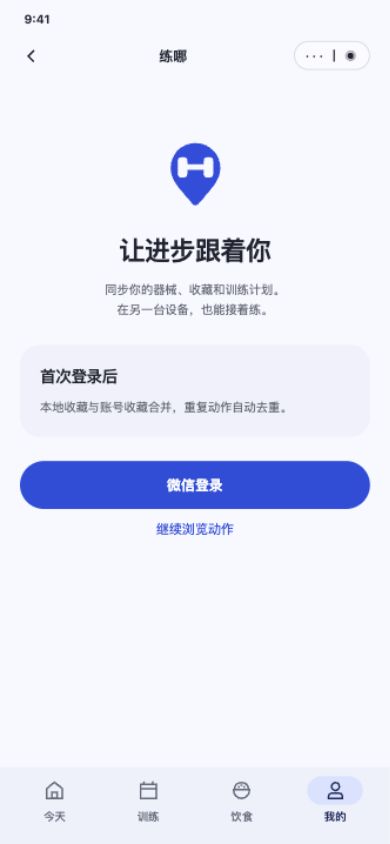 9:41
练哪
让进步跟着你
同步你的器械、收藏和训练计划。
在另一台设备，也能接着练。
首次登录后
本地收藏与账号收藏合并，重复动作自动去重。
微信登录
继续浏览动作
今天
训练
饮食
我的